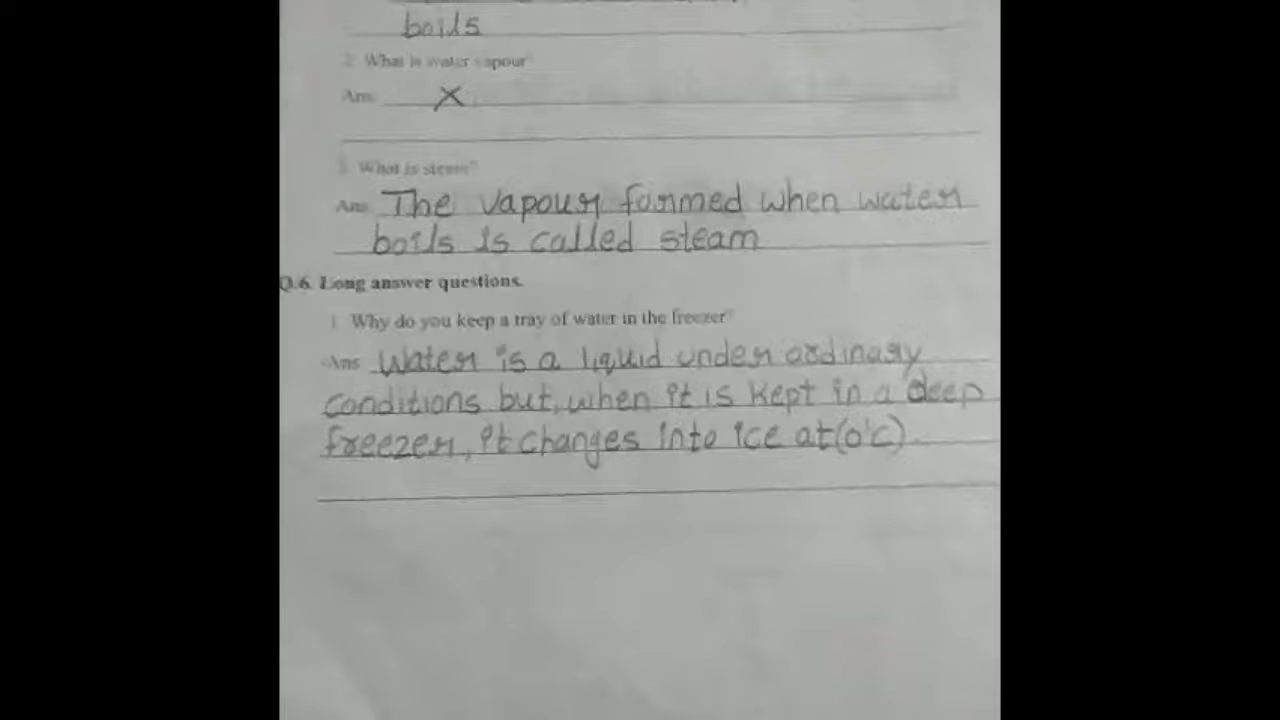 boils
2. What is water vapour?
Ans X
3. What is steam?
Ans The vapour formed when water
boils is called steam
Q.6. Long answer questions.
1. Why do you keep a tray of water in the freezer?
Ans Water is a liquid under ordinary
conditions but, when it is kept in a deep
freezer, it changes into ice at (0°c)